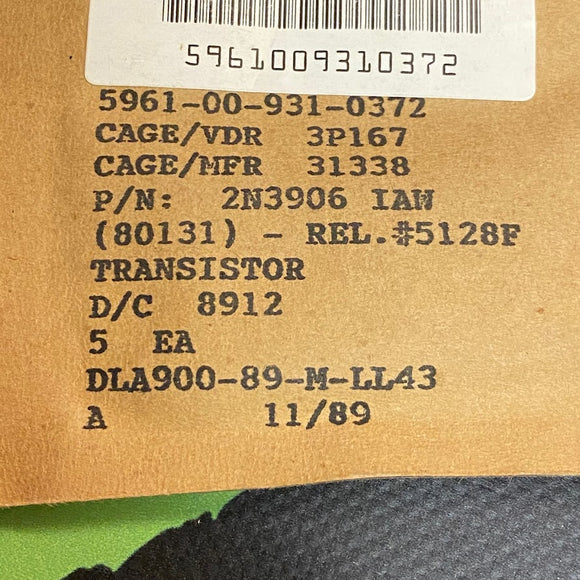 5961009310372
5961-00-931-0372
CAGE/VDR 3P167
CAGE/MFR 31338
P/N: 2N3906 IAW
(80131) - REL.#5128F
TRANSISTOR
D/C 8912
5 EA
DLA900-89-M-LL43
A 11/89